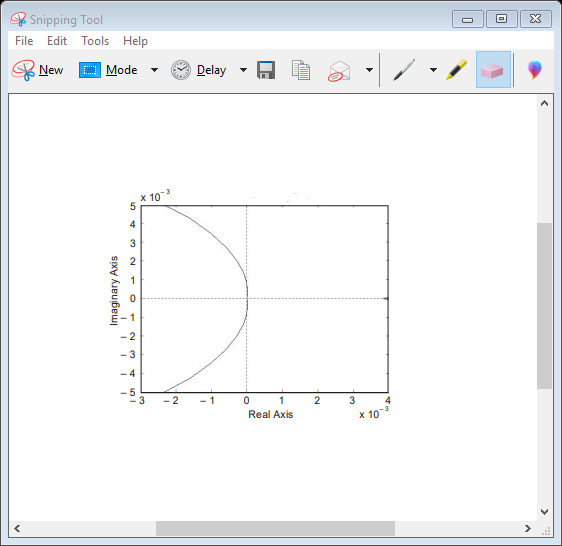 Snipping Tool
File Edit Tools Help
New Mode Delay
x 10⁻³
5
4
3
2
1
0
– 1
– 2
– 3
– 4
– 5
Imaginary Axis
– 3 – 2 – 1 0 1 2 3 4
Real Axis x 10⁻³